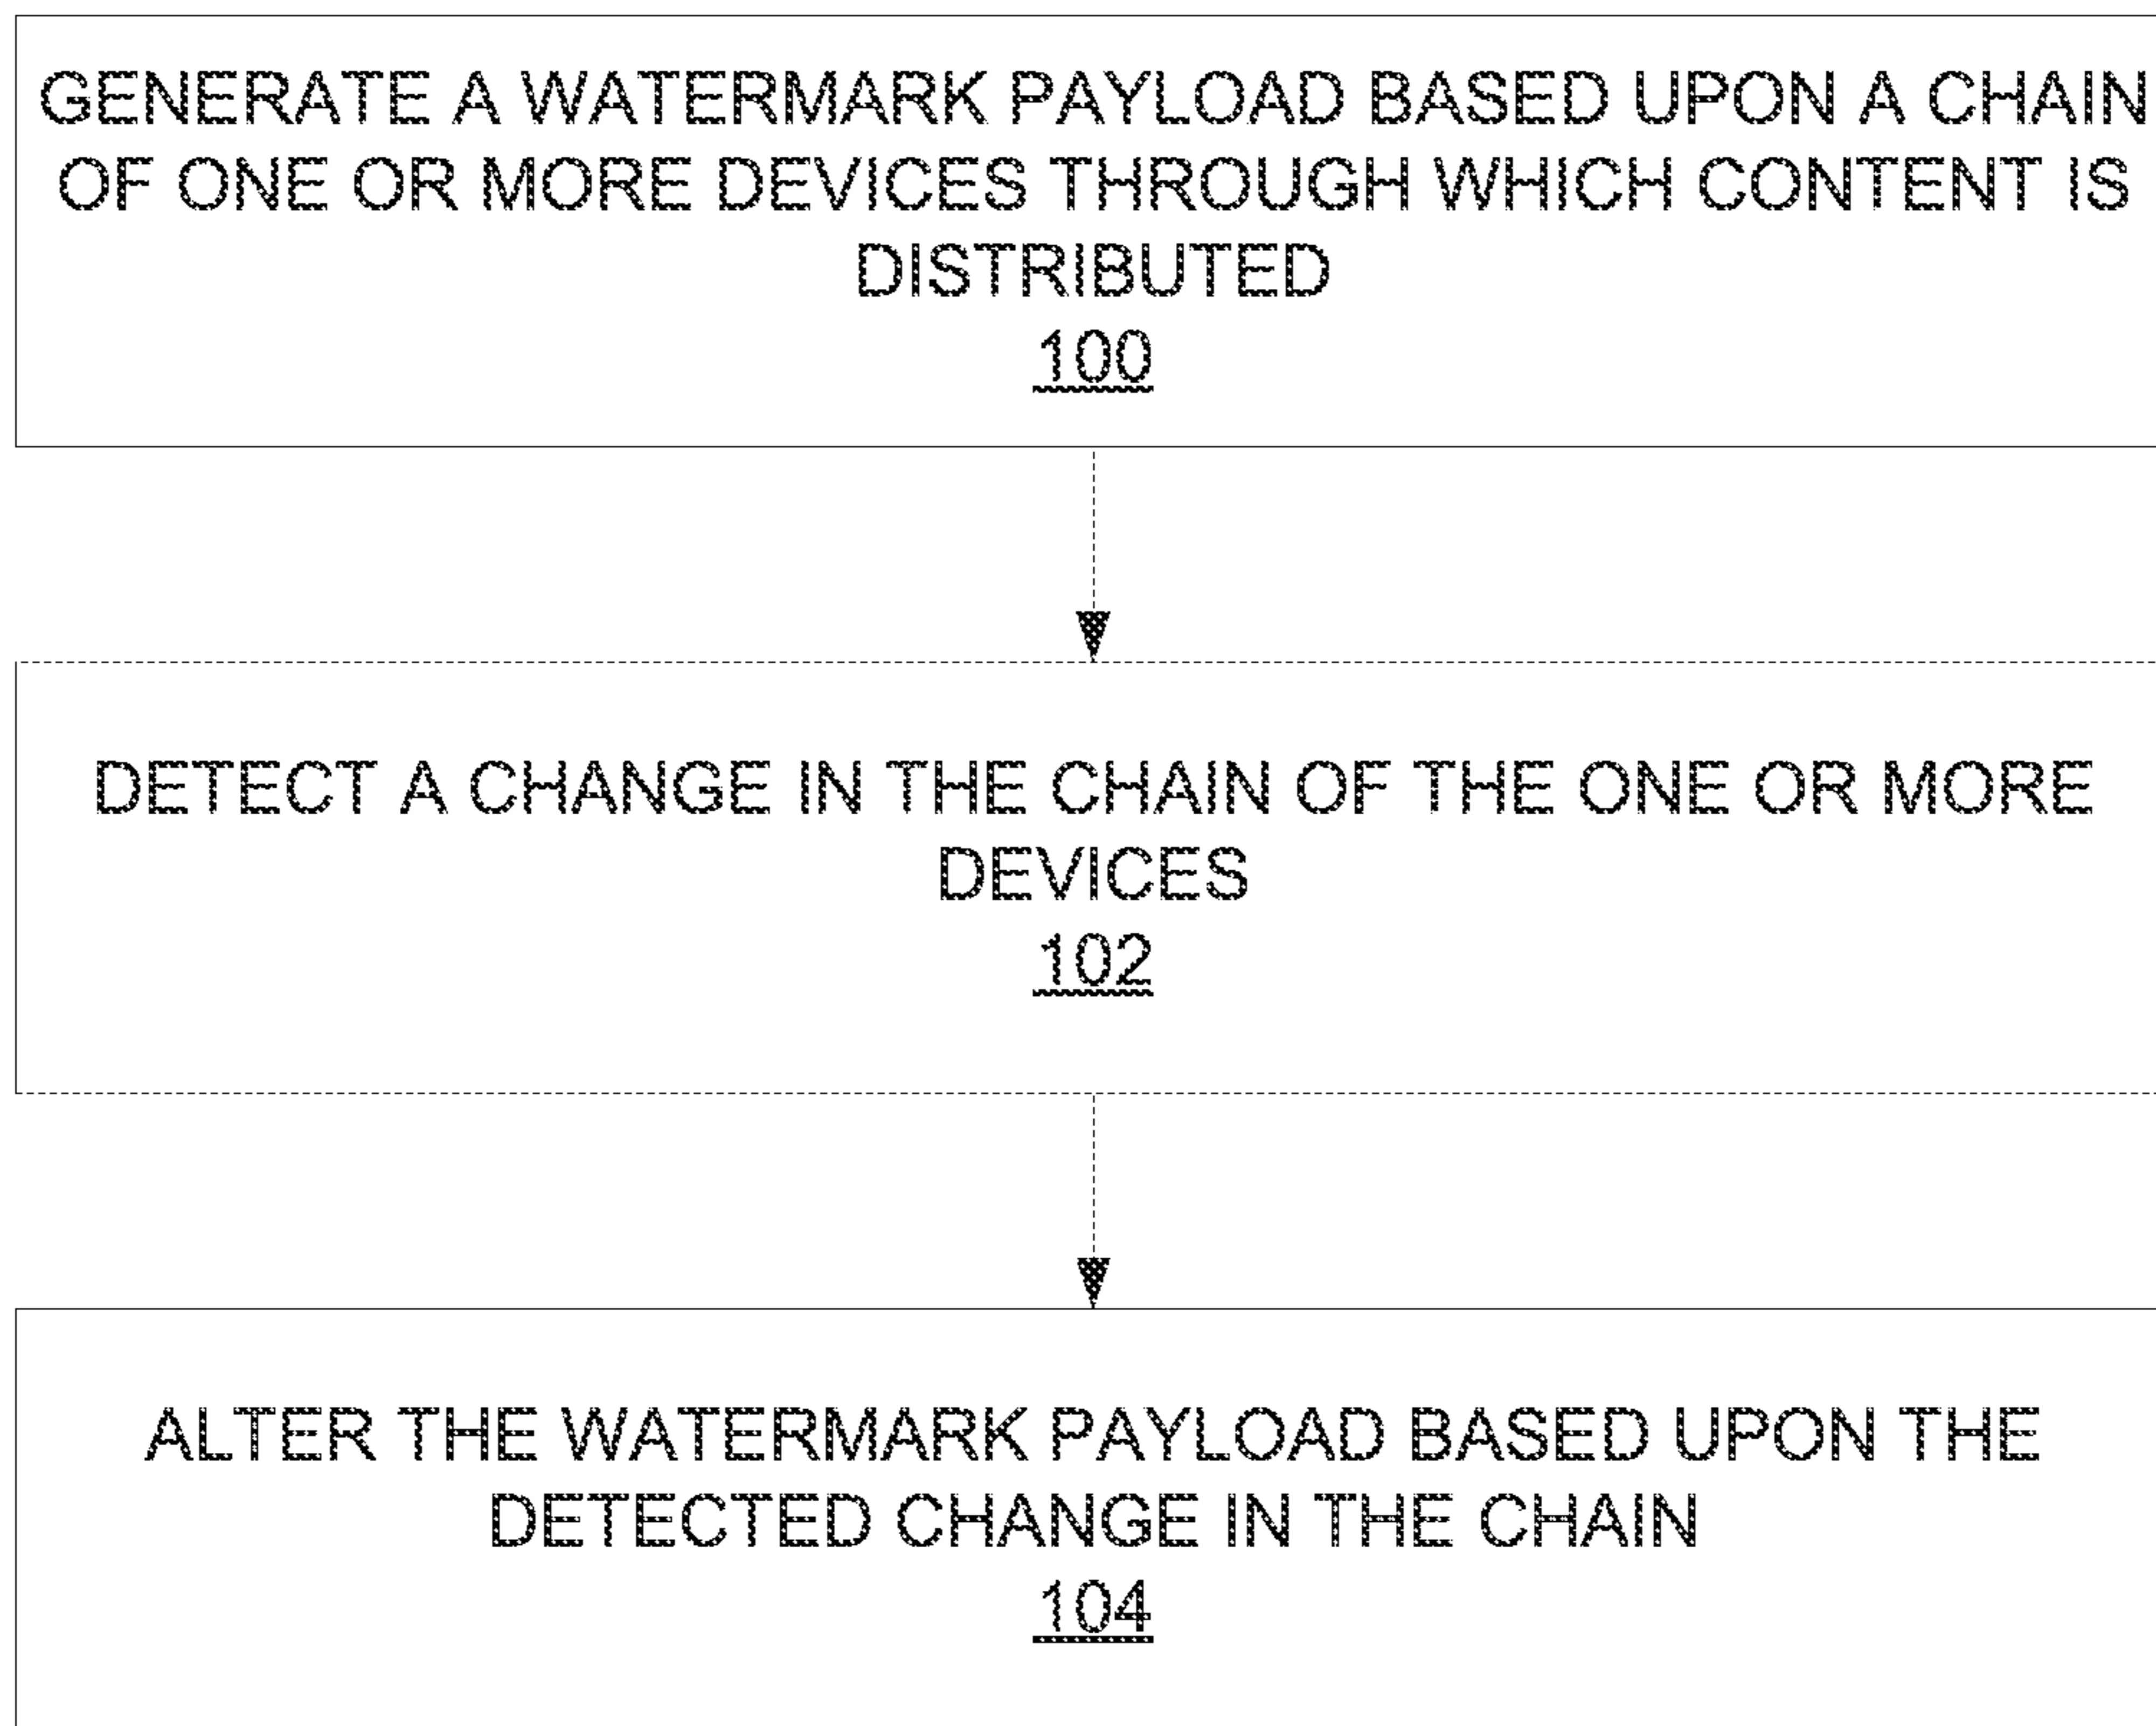 GENERATE A WATERMARK PAYLOAD BASED UPON A CHAIN
OF ONE OR MORE DEVICES THROUGH WHICH CONTENT IS
DISTRIBUTED
100
DETECT A CHANGE IN THE CHAIN OF THE ONE OR MORE
DEVICES
102
ALTER THE WATERMARK PAYLOAD BASED UPON THE
DETECTED CHANGE IN THE CHAIN
104